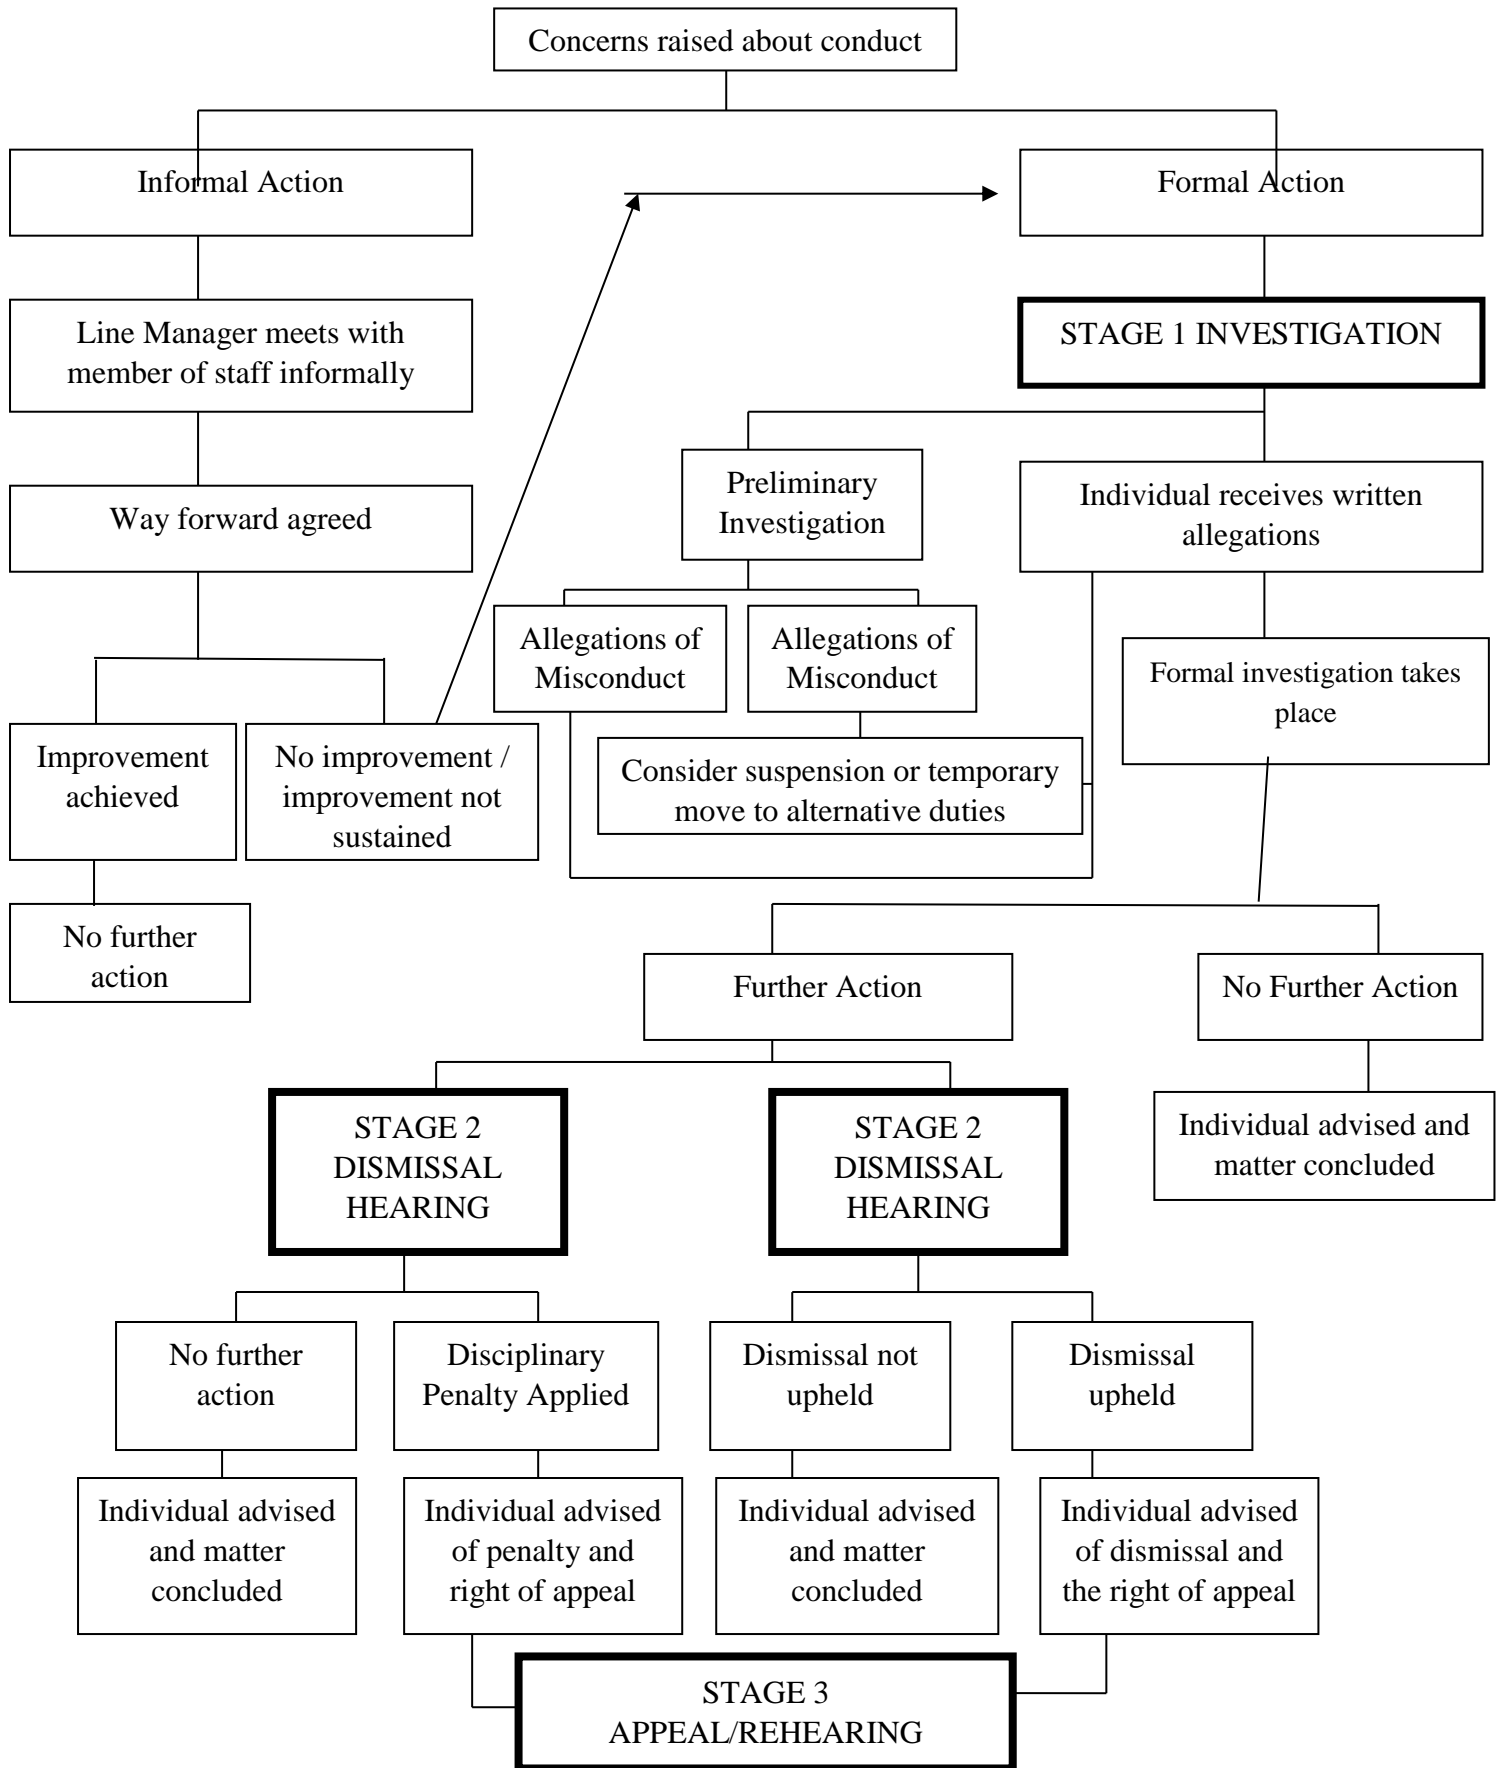 Concerns raised about conduct
Informal Action
Formal Action
Line Manager meets with
member of staff informally
STAGE 1 INVESTIGATION
Way forward agreed
Preliminary
Investigation
Individual receives written
allegations
Allegations of
Misconduct
Allegations of
Misconduct
Formal investigation takes
place
Improvement
achieved
No improvement /
improvement not
sustained
Consider suspension or temporary
move to alternative duties
No further
action
Further Action
No Further Action
STAGE 2
DISMISSAL
HEARING
STAGE 2
DISMISSAL
HEARING
Individual advised and
matter concluded
No further
action
Disciplinary
Penalty Applied
Dismissal not
upheld
Dismissal
upheld
Individual advised
and matter
concluded
Individual advised
of penalty and
right of appeal
Individual advised
and matter
concluded
Individual advised
of dismissal and
the right of appeal
STAGE 3
APPEAL/REHEARING